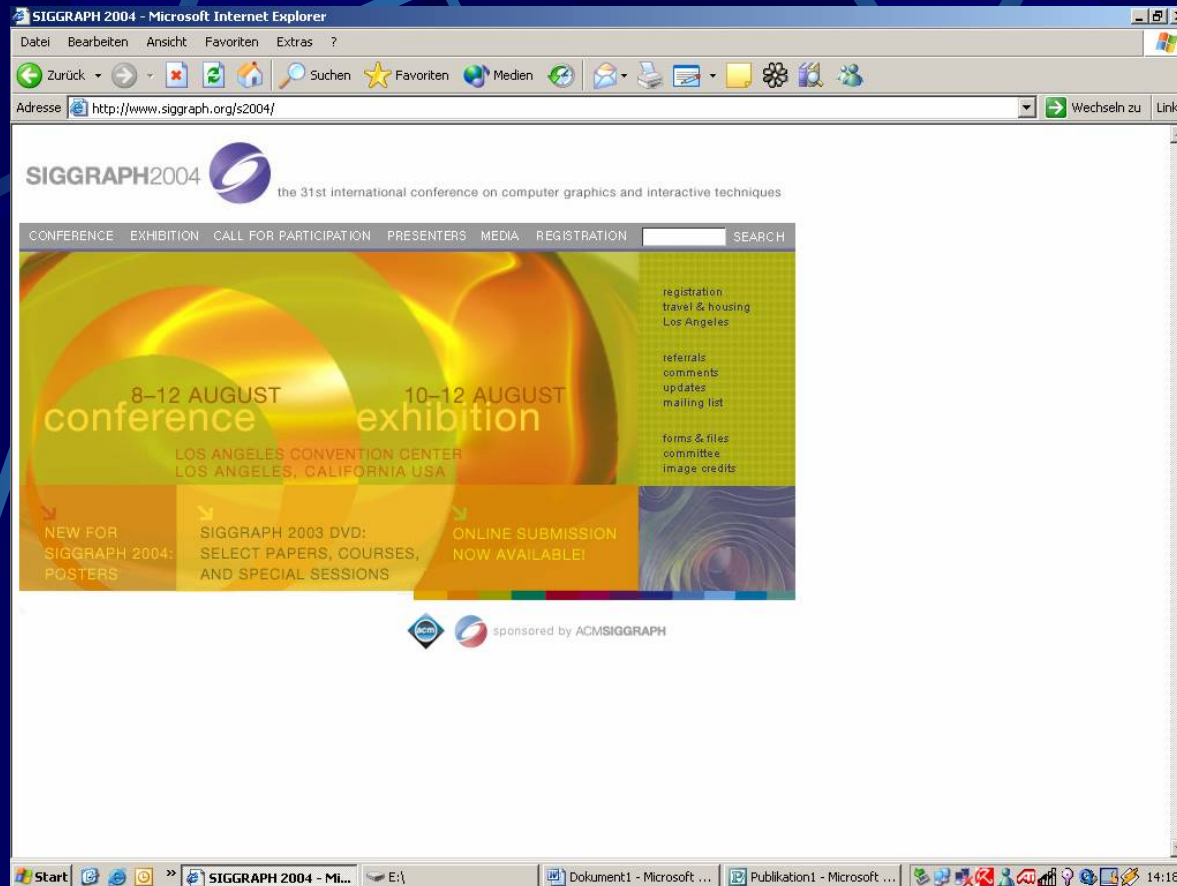 SIGGRAPH 2004 - Microsoft Internet Explorer
Datei Bearbeiten Ansicht Favoriten Extras ?
Zurück Suchen Favoriten Medien
Adresse http://www.siggraph.org/s2004/ Wechseln zu Link
SIGGRAPH2004
the 31st international conference on computer graphics and interactive techniques
CONFERENCE EXHIBITION CALL FOR PARTICIPATION PRESENTERS MEDIA REGISTRATION SEARCH
8–12 AUGUST
conference
10–12 AUGUST
exhibition
LOS ANGELES CONVENTION CENTER
LOS ANGELES, CALIFORNIA USA
registration
travel & housing
Los Angeles
referrals
comments
updates
mailing list
forms & files
committee
image credits
NEW FOR
SIGGRAPH 2004:
POSTERS
SIGGRAPH 2003 DVD:
SELECT PAPERS, COURSES,
AND SPECIAL SESSIONS
ONLINE SUBMISSION
NOW AVAILABLE!
acm sponsored by ACMSIGGRAPH
Start » SIGGRAPH 2004 - Mi... E:\ Dokument1 - Microsoft ... Publikation1 - Microsoft ... 14:18